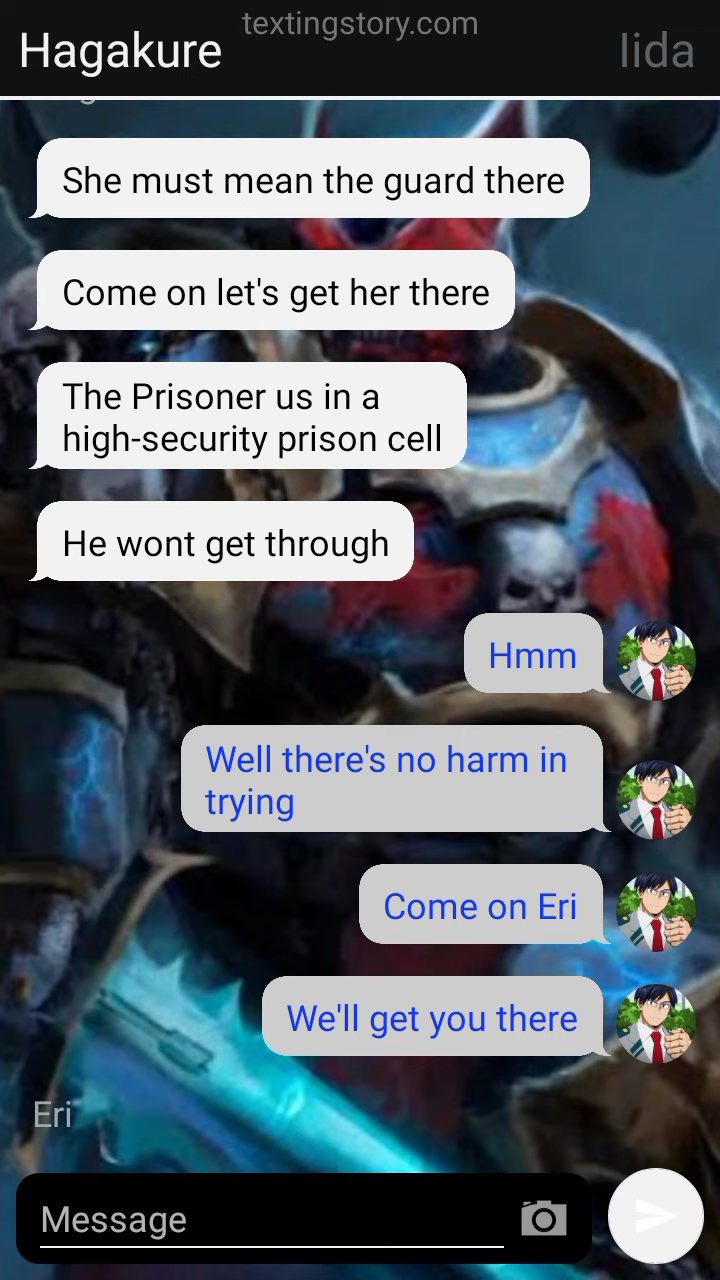 textingstory.com
Hagakure
Iida
She must mean the guard there
Come on let's get her there
The Prisoner us in a
high-security prison cell
He wont get through
Hmm
Well there's no harm in
trying
Come on Eri
We'll get you there
Eri
Message